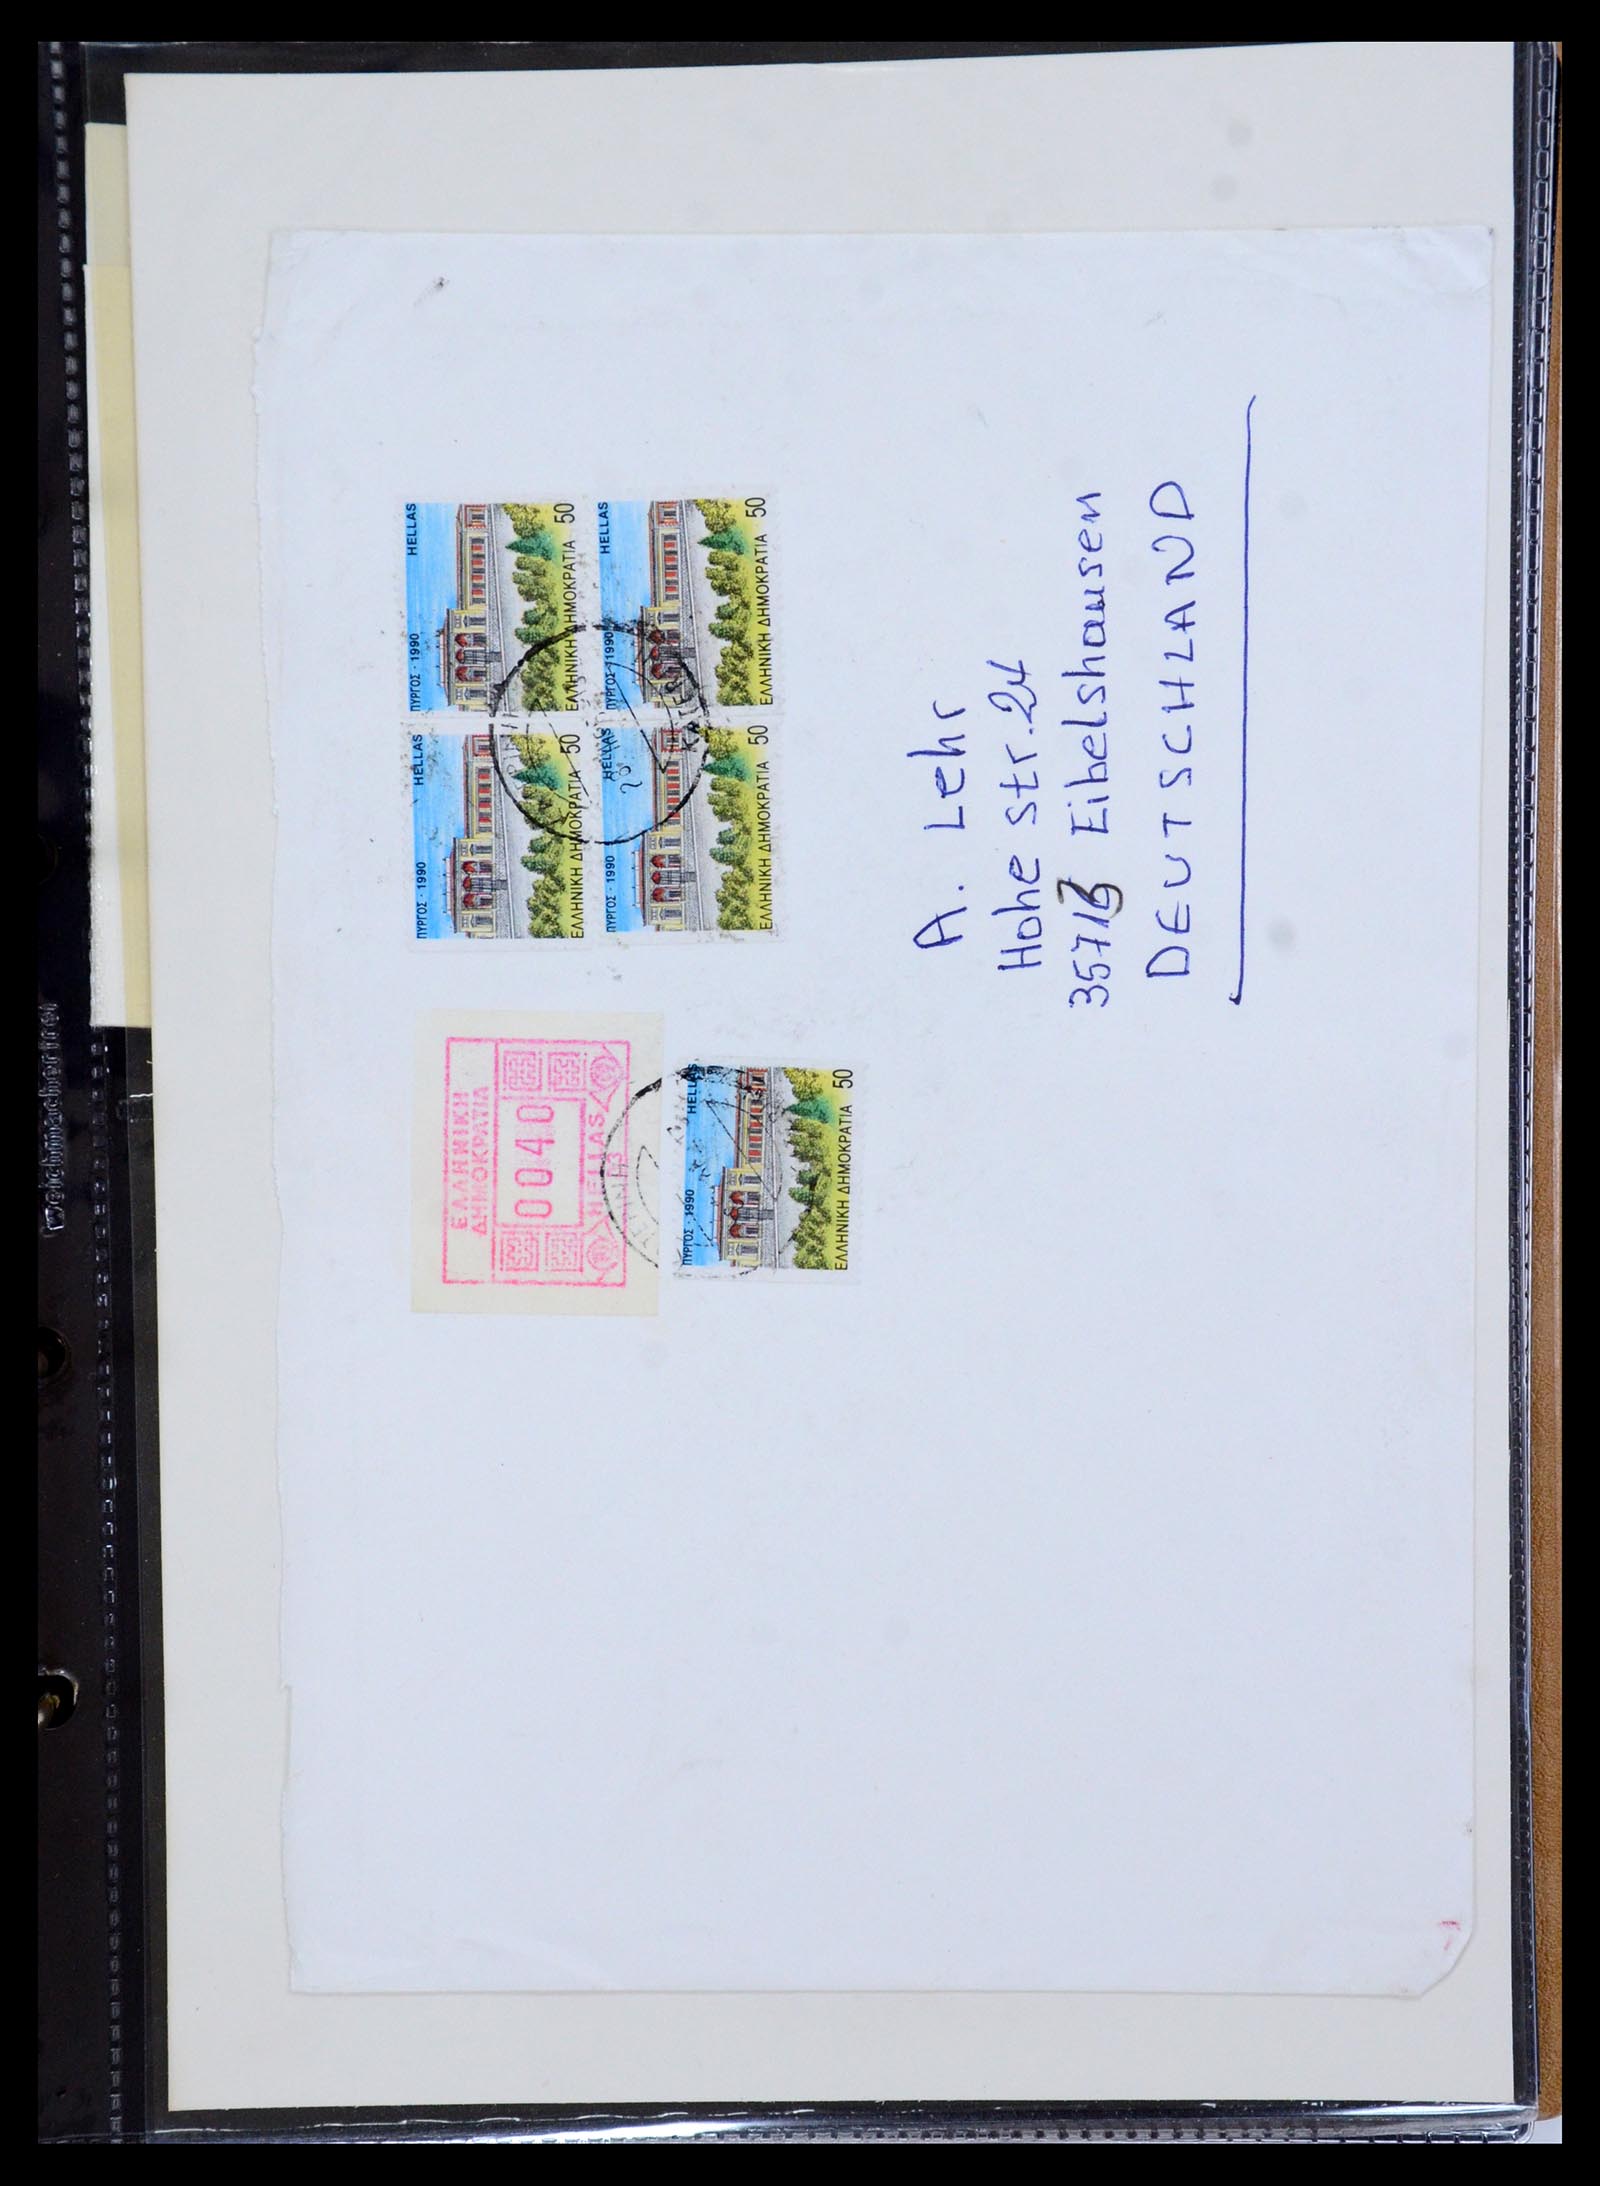 ΠΥΡΓΟΣ · 1990 HELLAS
ΕΛΛΗΝΙΚΗ ΔΗΜΟΚΡΑΤΙΑ 50
ΠΥΡΓΟΣ · 1990 HELLAS
ΕΛΛΗΝΙΚΗ ΔΗΜΟΚΡΑΤΙΑ 50
ΠΥΡΓΟΣ · 1990 HELLAS
ΕΛΛΗΝΙΚΗ ΔΗΜΟΚΡΑΤΙΑ 50
ΠΥΡΓΟΣ · 1990
ΕΛΛΗΝΙΚΗ ΔΗΜΟΚΡΑΤΙΑ 50
ΕΛΛΗΝΙΚΗ
ΔΗΜΟΚΡΑΤΙΑ
0040
HELLAS
ΠΥΡΓΟΣ · 1990 HELLAS
ΕΛΛΗΝΙΚΗ ΔΗΜΟΚΡΑΤΙΑ 50
A. Lehr
Hohe Str. 24
35713 Eibelshausen
DEUTSCHLAND
weichmacherfrei